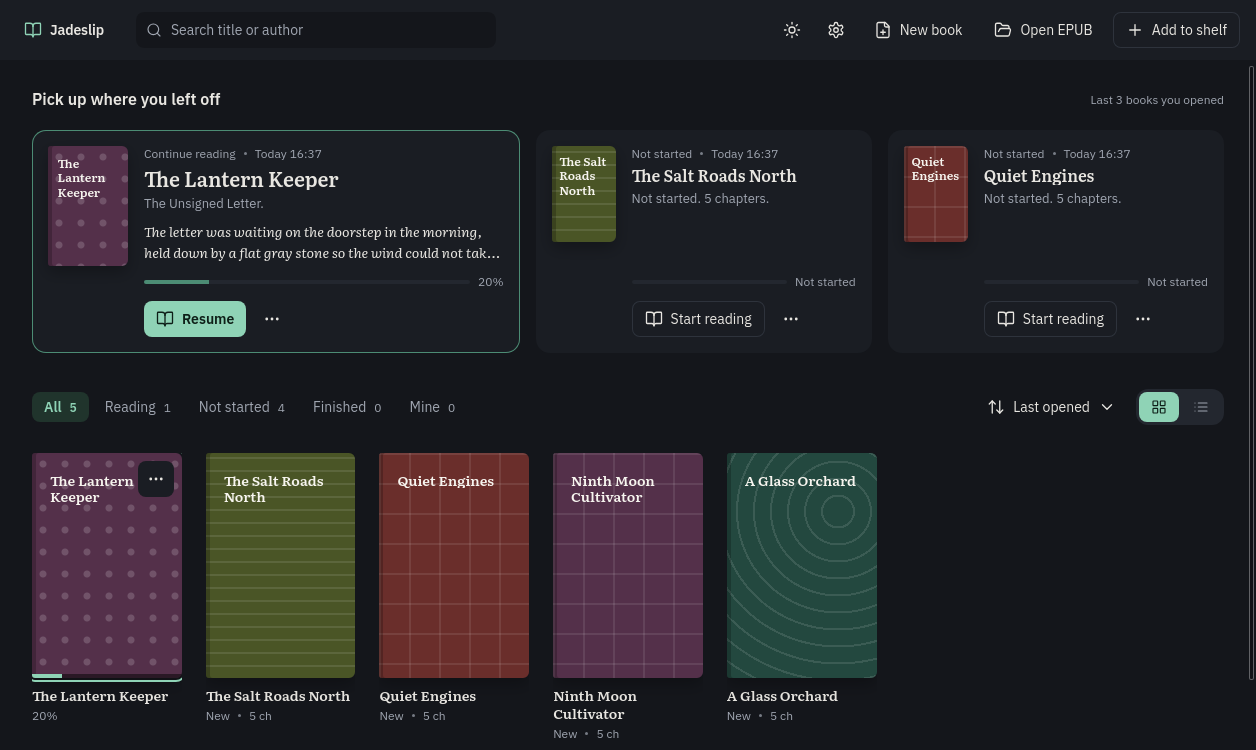 Jadeslip
Search title or author
New book
Open EPUB
Add to shelf
Pick up where you left off
Last 3 books you opened
The
Lantern
Keeper
Continue reading • Today 16:37
The Lantern Keeper
The Unsigned Letter.
The letter was waiting on the doorstep in the morning,
held down by a flat gray stone so the wind could not tak…
20%
Resume
The Salt
Roads
North
Not started • Today 16:37
The Salt Roads North
Not started. 5 chapters.
Not started
Start reading
Quiet
Engines
Not started • Today 16:37
Quiet Engines
Not started. 5 chapters.
Not started
Start reading
All 5
Reading 1
Not started 4
Finished 0
Mine 0
Last opened
The Lantern
Keeper
The Salt Roads
North
Quiet Engines
Ninth Moon
Cultivator
A Glass Orchard
The Lantern Keeper
20%
The Salt Roads North
New • 5 ch
Quiet Engines
New • 5 ch
Ninth Moon
Cultivator
New • 5 ch
A Glass Orchard
New • 5 ch